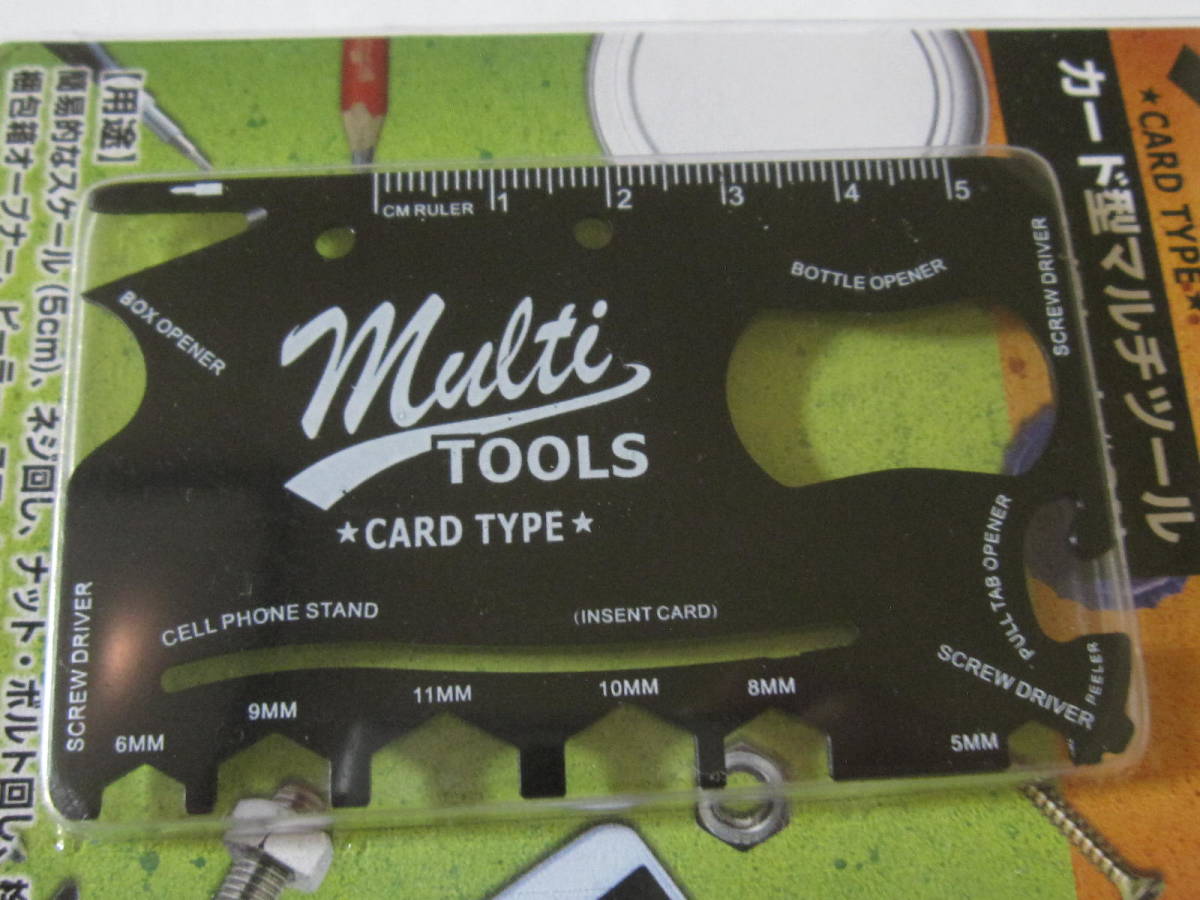 【用途】
簡易的なスケール(5cm)、ネジ回し、ナット・ボルト回し、
梱包箱オープナー、ピーラー
★CARD TYPE★
カード型マルチツール
CM RULER 1 2 3 4 5
BOX OPENER
BOTTLE OPENER
SCREW DRIVER
Multi
TOOLS
★CARD TYPE★
PULL TAB OPENER
CELL PHONE STAND
(INSENT CARD)
SCREW DRIVER
PEELER
SCREW DRIVER
6MM
9MM
11MM
10MM
8MM
5MM